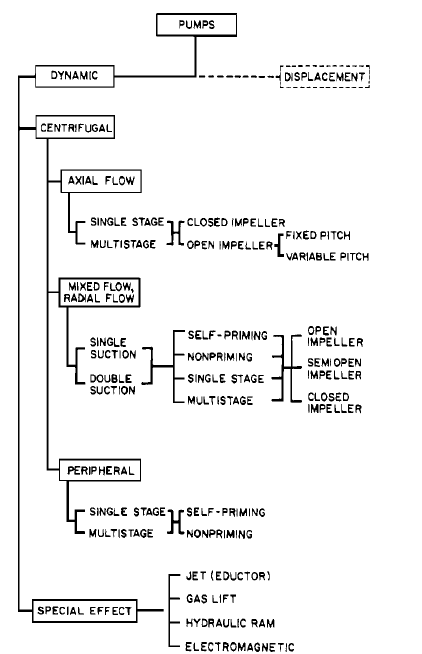 PUMPS
DYNAMIC
DISPLACEMENT
CENTRIFUGAL
AXIAL FLOW
SINGLE STAGE
MULTISTAGE
CLOSED IMPELLER
OPEN IMPELLER
FIXED PITCH
VARIABLE PITCH
MIXED FLOW,
RADIAL FLOW
SINGLE
SUCTION
DOUBLE
SUCTION
SELF-PRIMING
NONPRIMING
SINGLE STAGE
MULTISTAGE
OPEN
IMPELLER
SEMIOPEN
IMPELLER
CLOSED
IMPELLER
PERIPHERAL
SINGLE STAGE
MULTISTAGE
SELF-PRIMING
NONPRIMING
SPECIAL EFFECT
JET (EDUCTOR)
GAS LIFT
HYDRAULIC RAM
ELECTROMAGNETIC